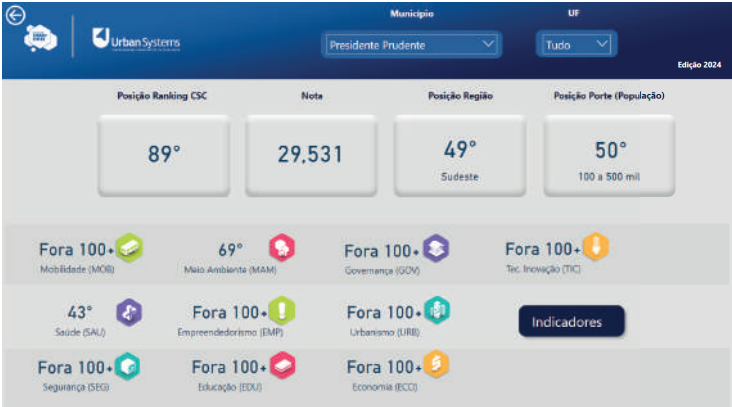 Município
UF
Urban Systems
Presidente Prudente
Tudo
Edição 2024
Posição Ranking CSC
Nota
Posição Região
Posição Porte (População)
89°
29,531
49°
50°
Sudeste
100 a 500 mil
Fora 100+
69°
Fora 100+
Fora 100+
Mobilidade (MOB)
Meio Ambiente (MAM)
Governança (GOV)
Tec. Inovação (TIC)
43°
Fora 100+
Fora 100+
Indicadores
Saúde (SAU)
Empreendedorismo (EMP)
Urbanismo (URB)
Fora 100+
Fora 100+
Fora 100+
Segurança (SEG)
Educação (EDU)
Economia (ECO)